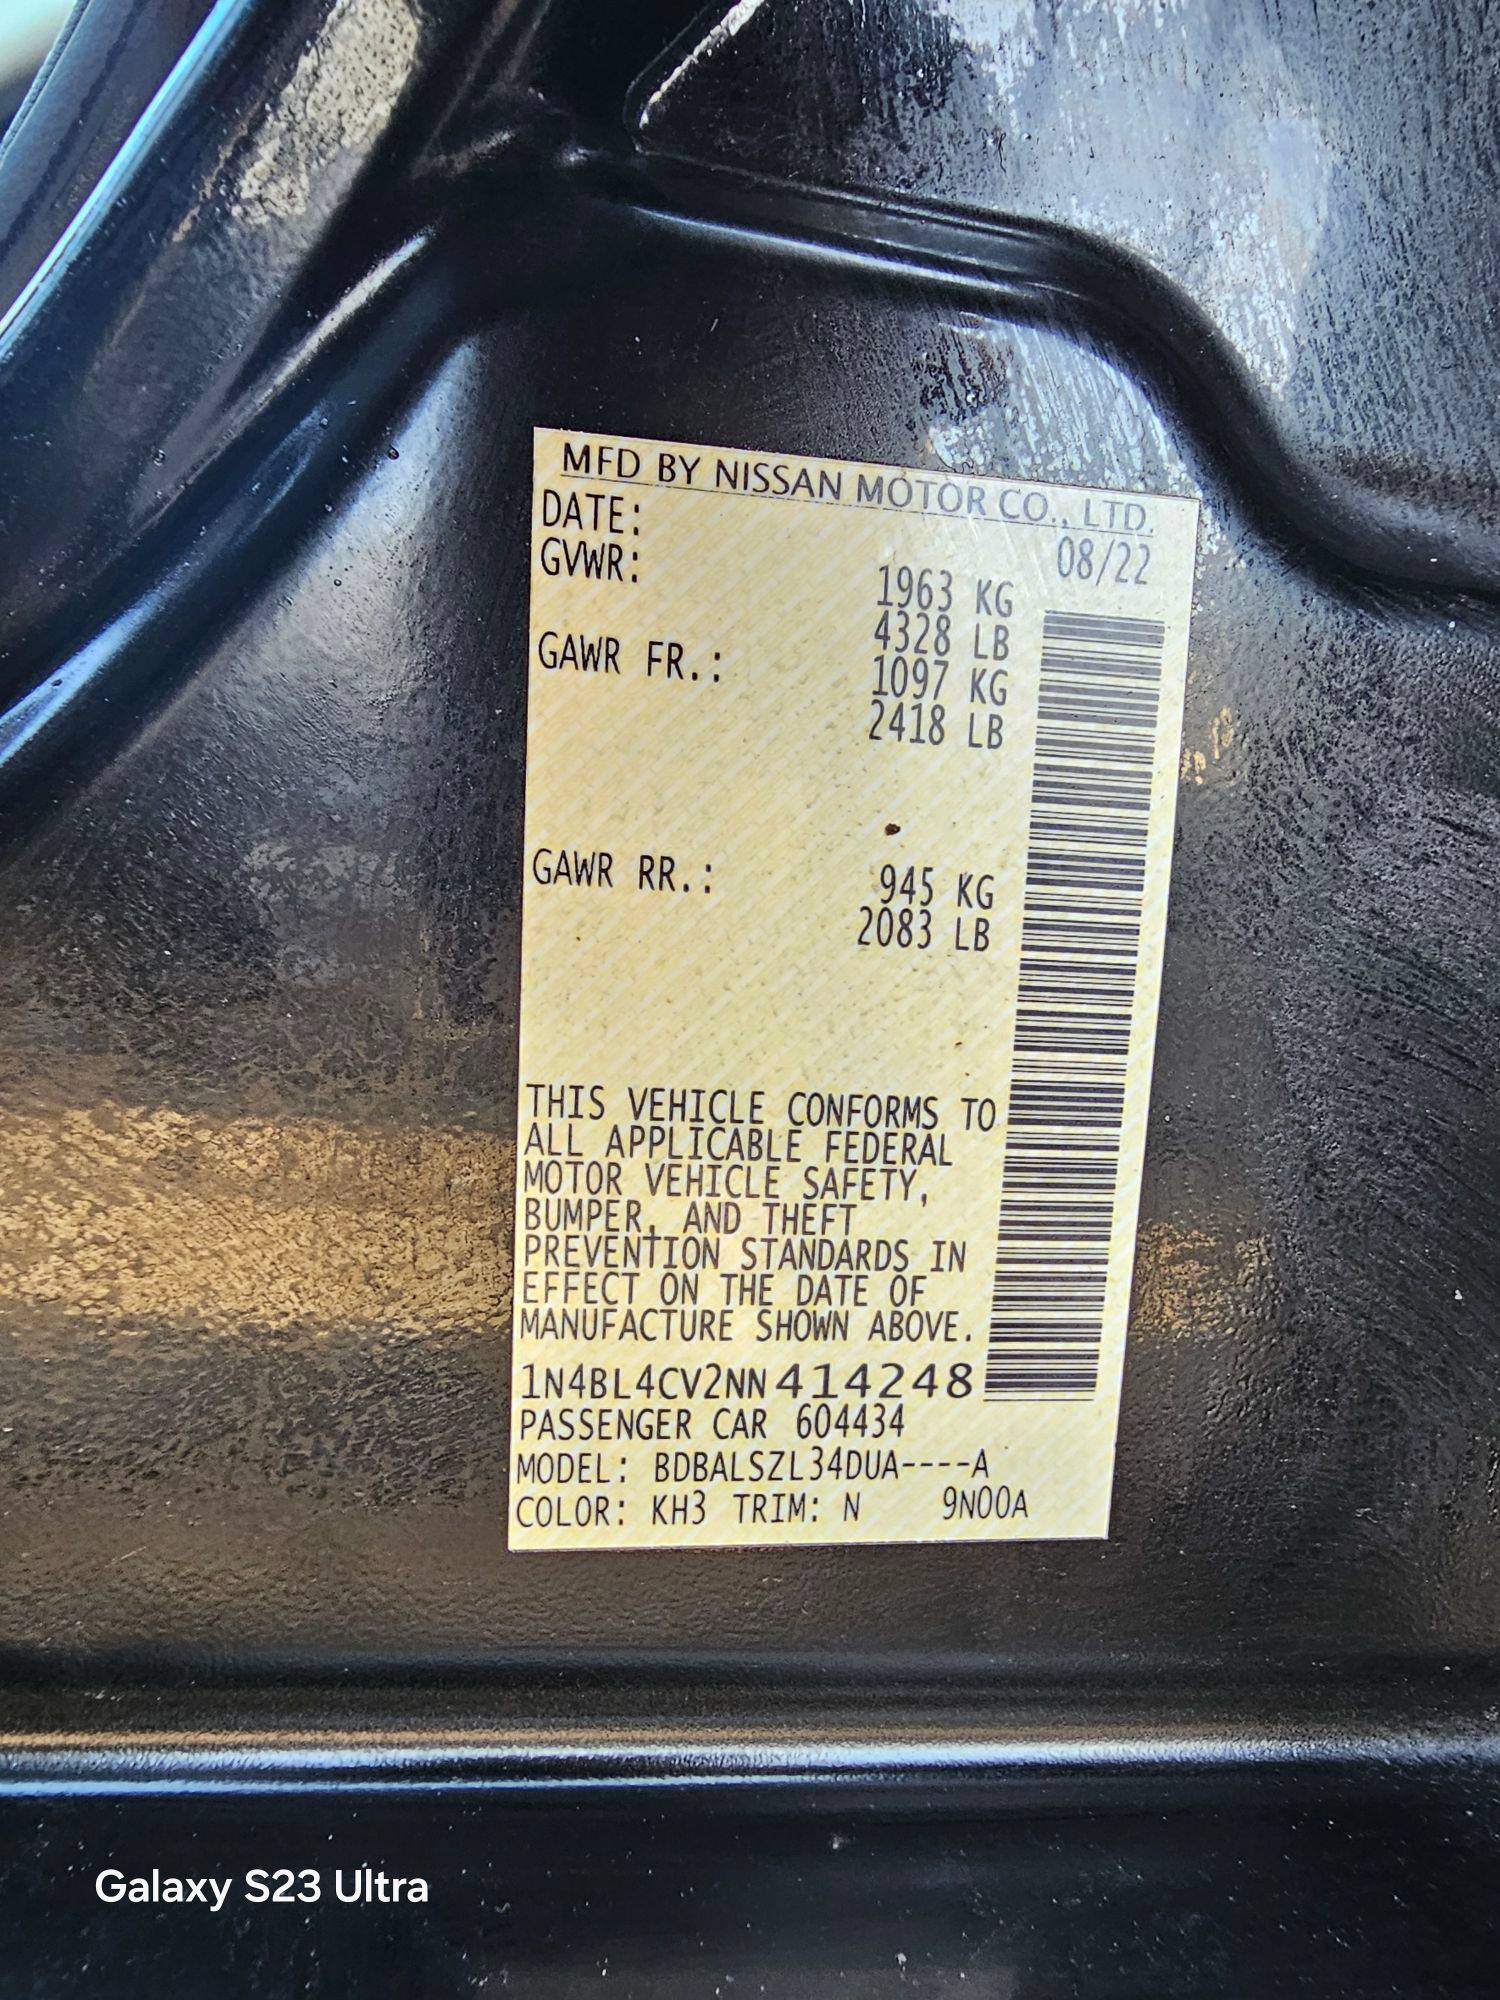 MFD BY NISSAN MOTOR CO., LTD.
DATE: 08/22
GVWR: 1963 KG
4328 LB
GAWR FR.: 1097 KG
2418 LB
GAWR RR.: 945 KG
2083 LB
THIS VEHICLE CONFORMS TO
ALL APPLICABLE FEDERAL
MOTOR VEHICLE SAFETY,
BUMPER, AND THEFT
PREVENTION STANDARDS IN
EFFECT ON THE DATE OF
MANUFACTURE SHOWN ABOVE.
1N4BL4CV2NN414248
PASSENGER CAR 604434
MODEL: BDBALSZL34DUA----A
COLOR: KH3 TRIM: N 9N00A
Galaxy S23 Ultra